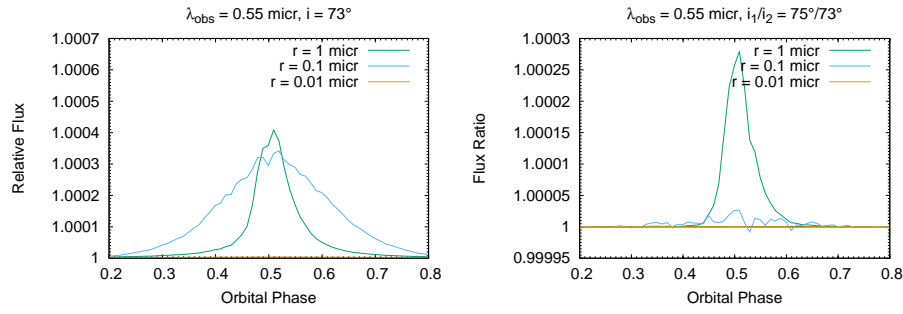 λobs = 0.55 micr, i = 73°
Relative Flux
1.0007
1.0006
1.0004
1.0003
1.0001
1
r = 1 micr
r = 0.1 micr
r = 0.01 micr
0.2 0.3 0.4 0.5 0.6 0.7 0.8
Orbital Phase
λobs = 0.55 micr, i1/i2 = 75°/73°
Flux Ratio
1.0003
1.00025
1.0002
1.00015
1.0001
1.00005
1
0.99995
r = 1 micr
r = 0.1 micr
r = 0.01 micr
0.2 0.3 0.4 0.5 0.6 0.7 0.8
Orbital Phase